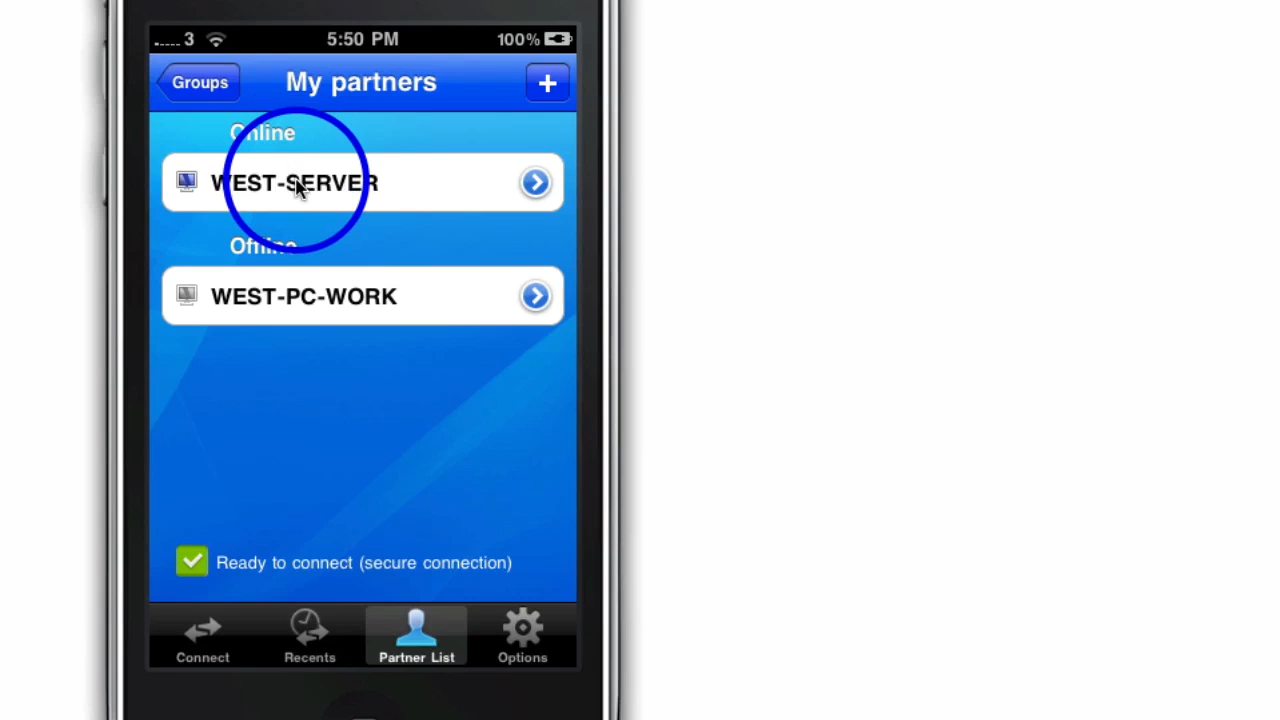 3 5:50 PM 100%
Groups My partners +
Online
WEST-SERVER
Offline
WEST-PC-WORK
Ready to connect (secure connection)
Connect Recents Partner List Options